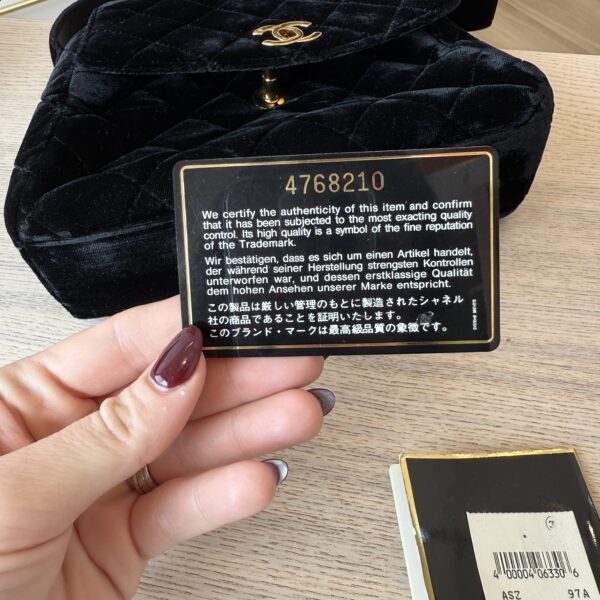 4768210
We certify the authenticity of this item and confirm
that it has been subjected to the most exacting quality
control. Its high quality is a symbol of the fine reputation
of the Trademark.
Wir bestätigen, dass es sich um einen Artikel handelt,
der während seiner Herstellung strengsten Kontrollen
unterworfen war, und dessen erstklassige Qualität
dem hohen Ansehen unserer Marke entspricht.
この製品は厳しい管理のもとに製造されたシャネル
社の商品であることを証明いたします。
このブランド・マークは最高級品質の象徴です。
4 00004 06330 6
ASZ 97A